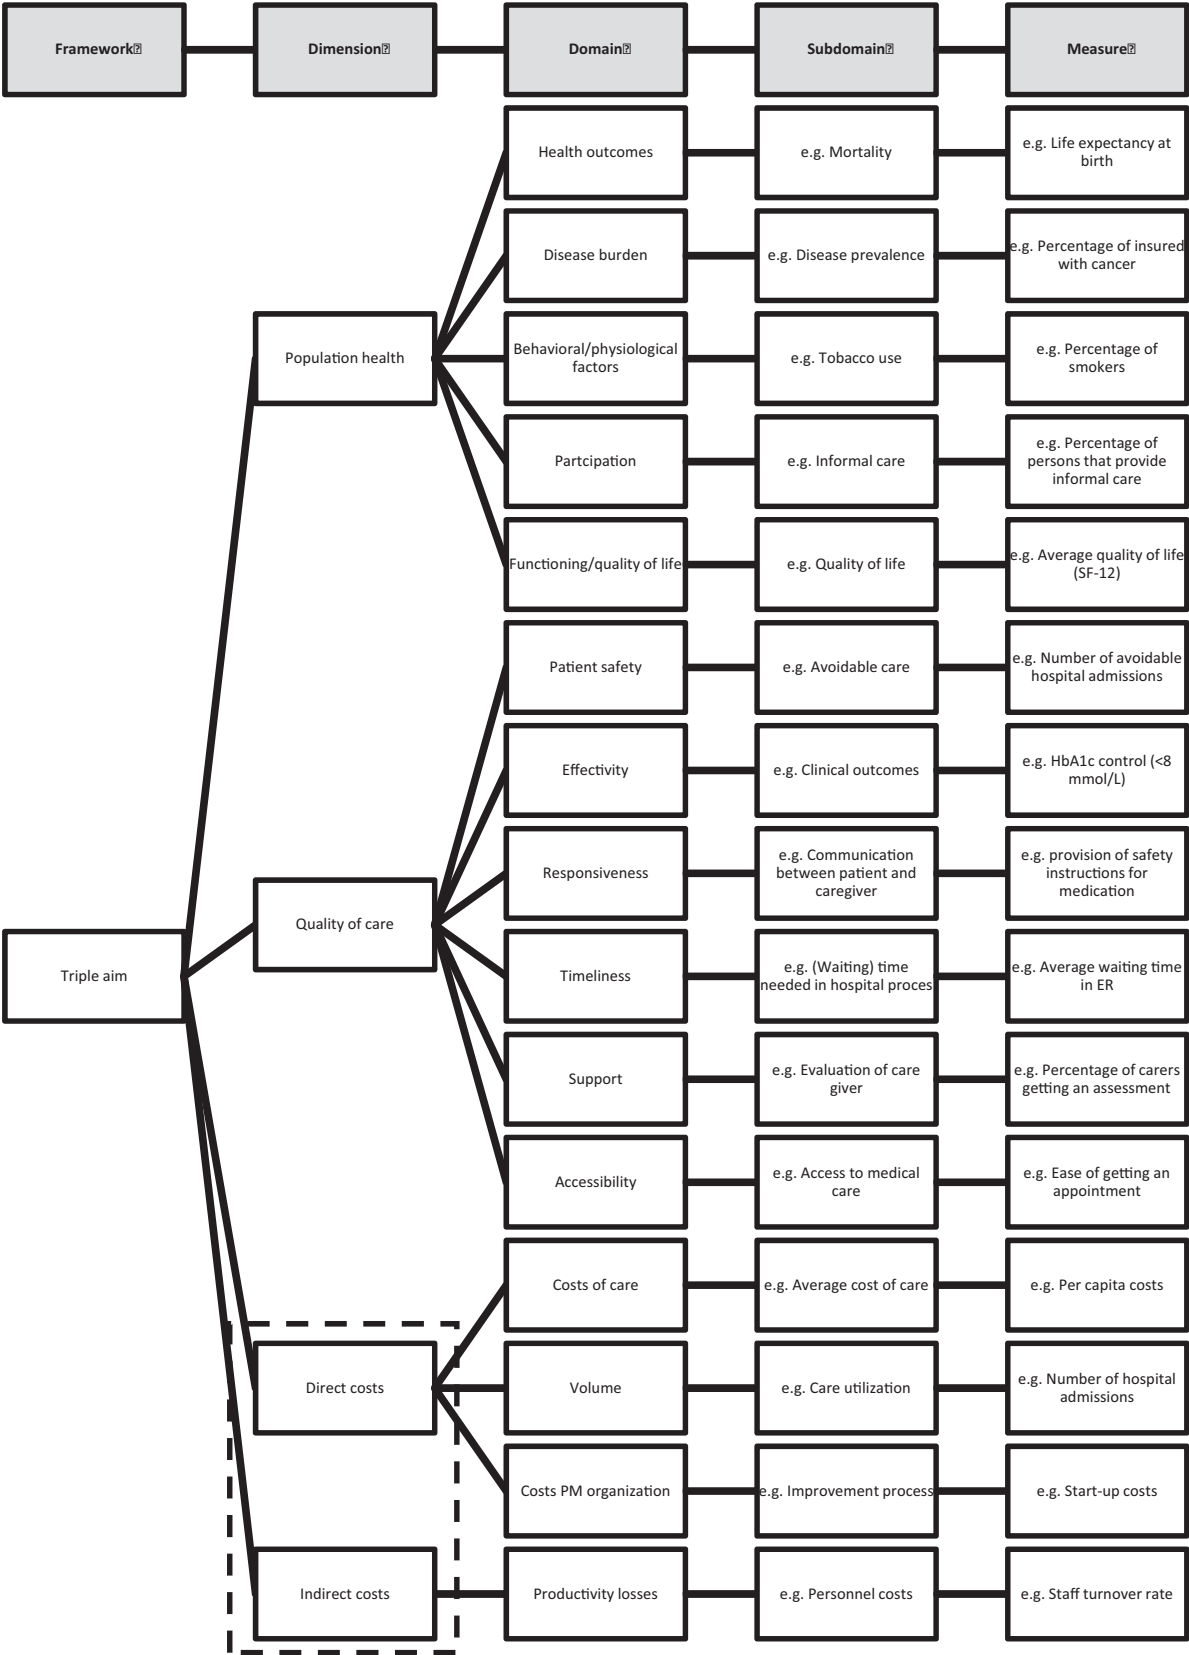 Framework
Dimension
Domain
Subdomain
Measure
Health outcomes
e.g. Mortality
e.g. Life expectancy at
birth
Disease burden
e.g. Disease prevalence
e.g. Percentage of insured
with cancer
Population health
Behavioral/physiological
factors
e.g. Tobacco use
e.g. Percentage of
smokers
Partcipation
e.g. Informal care
e.g. Percentage of
persons that provide
informal care
Functioning/quality of life
e.g. Quality of life
e.g. Average quality of life
(SF-12)
Patient safety
e.g. Avoidable care
e.g. Number of avoidable
hospital admissions
Effectivity
e.g. Clinical outcomes
e.g. HbA1c control (<8
mmol/L)
Responsiveness
e.g. Communication
between patient and
caregiver
e.g. provision of safety
instructions for
medication
Quality of care
Triple aim
Timeliness
e.g. (Waiting) time
needed in hospital proces
e.g. Average waiting time
in ER
Support
e.g. Evaluation of care
giver
e.g. Percentage of carers
getting an assessment
Accessibility
e.g. Access to medical
care
e.g. Ease of getting an
appointment
Costs of care
e.g. Average cost of care
e.g. Per capita costs
Direct costs
Volume
e.g. Care utilization
e.g. Number of hospital
admissions
Costs PM organization
e.g. Improvement process
e.g. Start-up costs
Indirect costs
Productivity losses
e.g. Personnel costs
e.g. Staff turnover rate